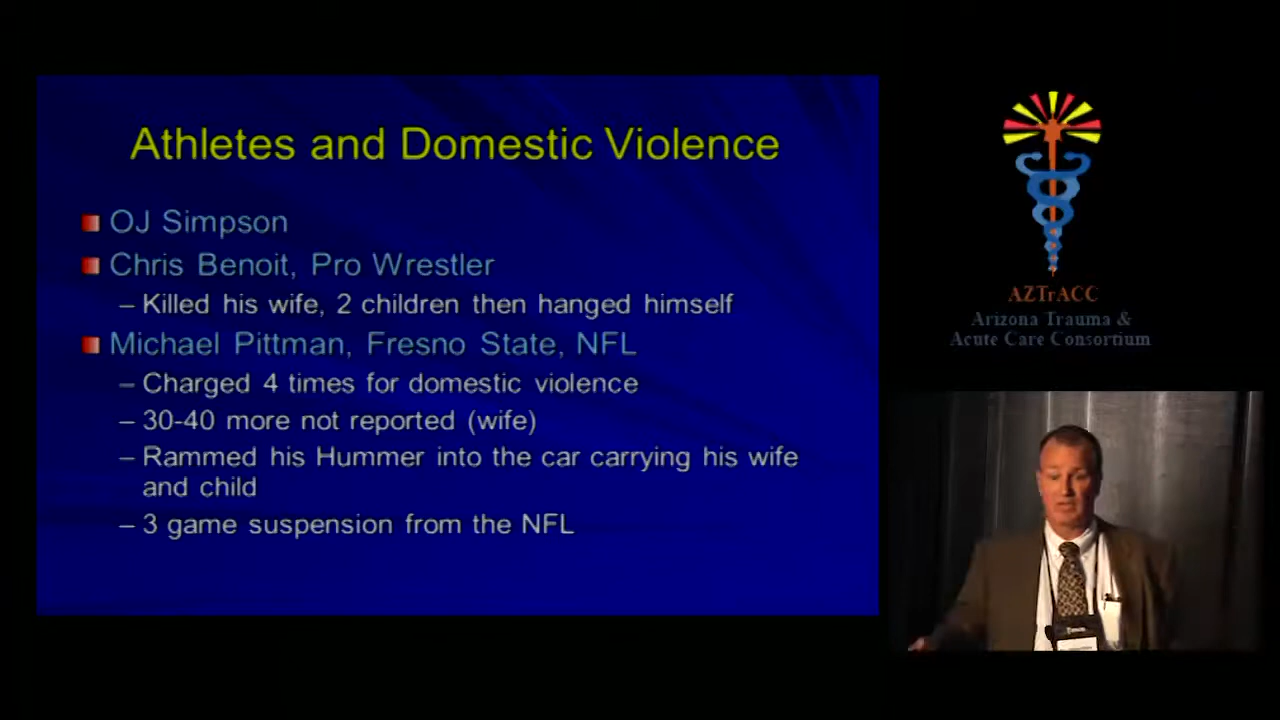 Athletes and Domestic Violence
OJ Simpson
Chris Benoit, Pro Wrestler
– Killed his wife, 2 children then hanged himself
Michael Pittman, Fresno State, NFL
– Charged 4 times for domestic violence
– 30-40 more not reported (wife)
– Rammed his Hummer into the car carrying his wife
and child
– 3 game suspension from the NFL
AZTrACC
Arizona Trauma &
Acute Care Consortium